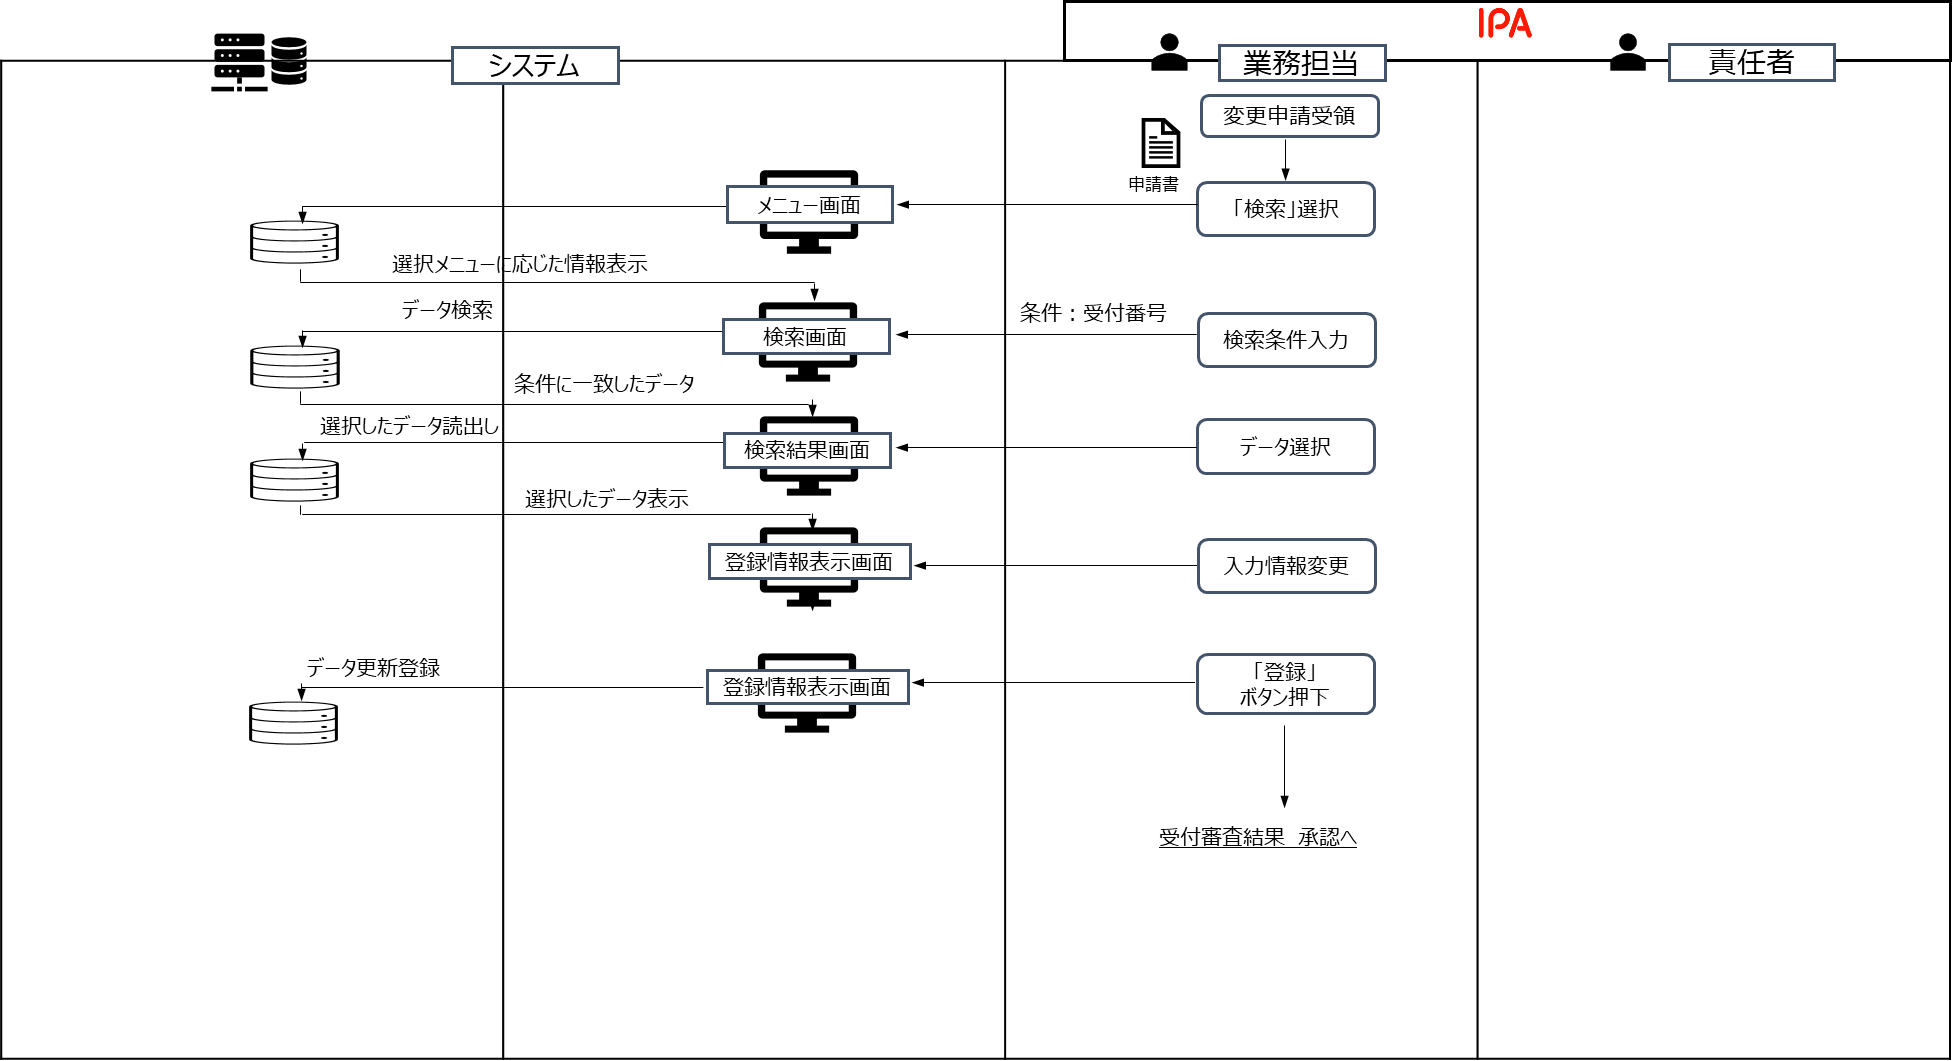 IPA
システム
業務担当
責任者
変更申請受領
申請書
メニュー画面
「検索」選択
選択メニューに応じた情報表示
データ検索
条件：受付番号
検索画面
検索条件入力
条件に一致したデータ
選択したデータ読出し
検索結果画面
データ選択
選択したデータ表示
登録情報表示画面
入力情報変更
データ更新登録
登録情報表示画面
「登録」
ボタン押下
受付審査結果　承認へ